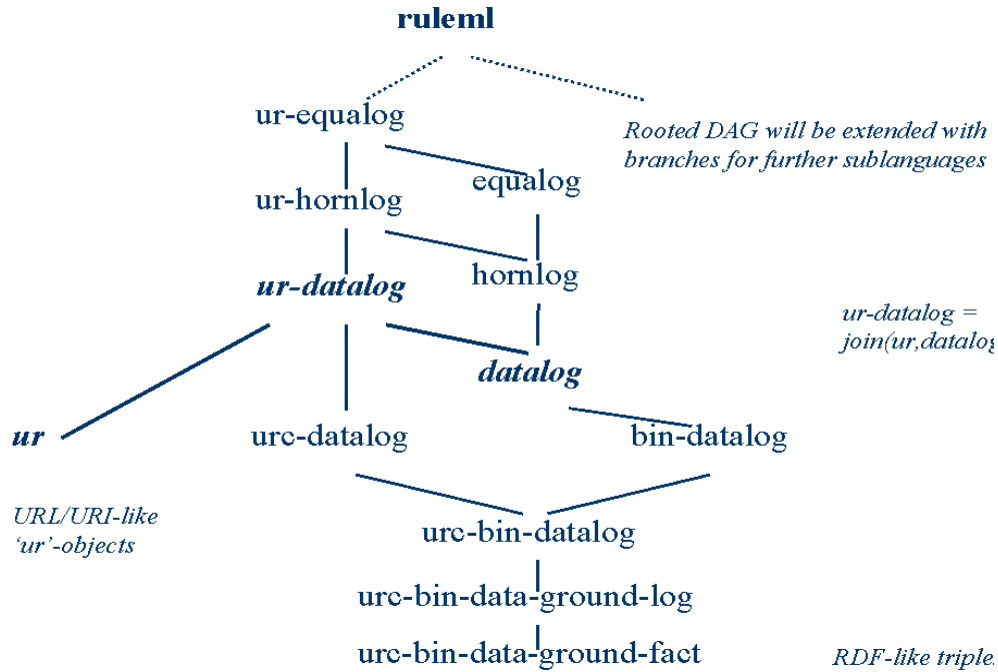 ruleml
ur-equalog
Rooted DAG will be extended with
branches for further sublanguages
equalog
ur-hornlog
hornlog
ur-datalog
ur-datalog =
join(ur,datalog
datalog
ur
urc-datalog
bin-datalog
URL/URI-like
‘ur’-objects
urc-bin-datalog
urc-bin-data-ground-log
urc-bin-data-ground-fact
RDF-like triple